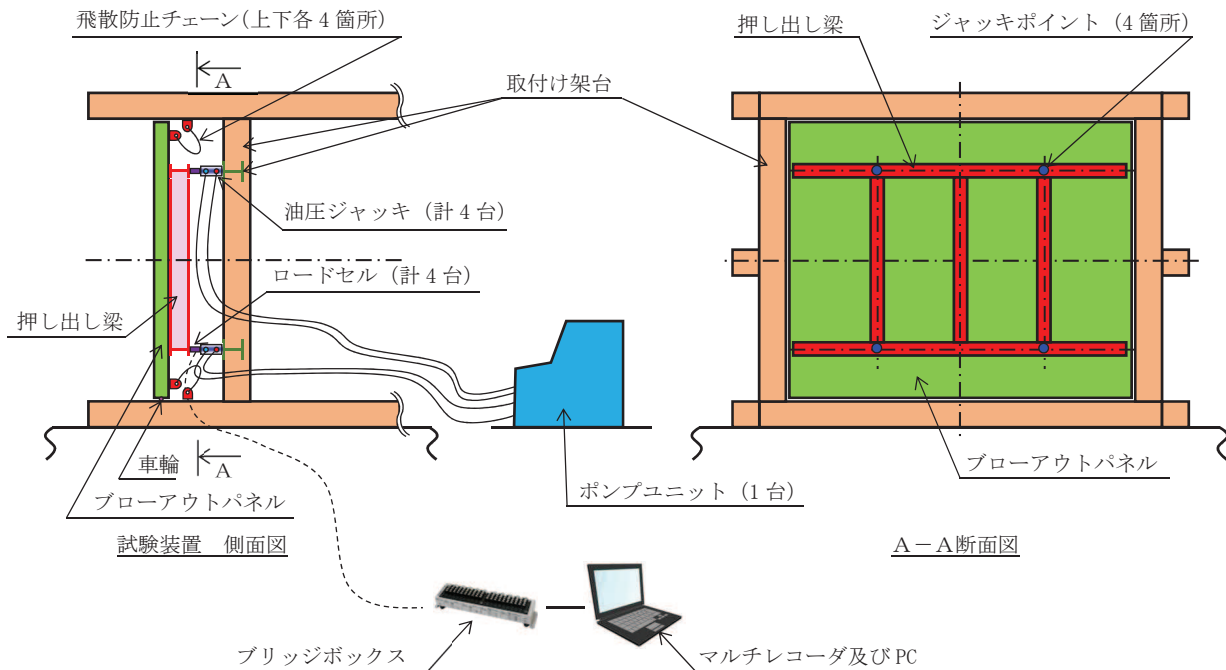 飛散防止チェーン(上下各４箇所)
押し出し梁
ジャッキポイント (4 箇所)
A
取付け架台
油圧ジャッキ (計 4 台)
ロードセル (計 4 台)
押し出し梁
車輪
A
ブローアウトパネル
ポンプユニット (1 台)
ブローアウトパネル
試験装置　側面図
A－A断面図
ブリッジボックス
マルチレコーダ及び PC